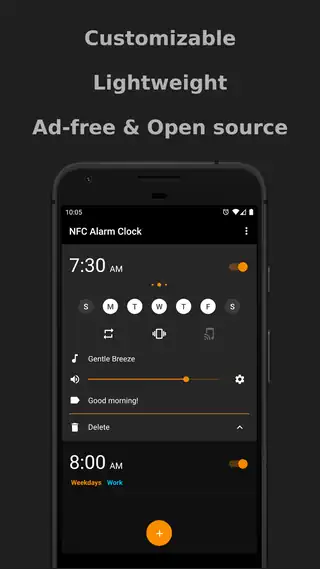 Customizable
Lightweight
Ad-free & Open source
10:05
NFC Alarm Clock
7:30 AM
S M T W T F S
Gentle Breeze
Good morning!
Delete
8:00 AM
Weekdays Work
+